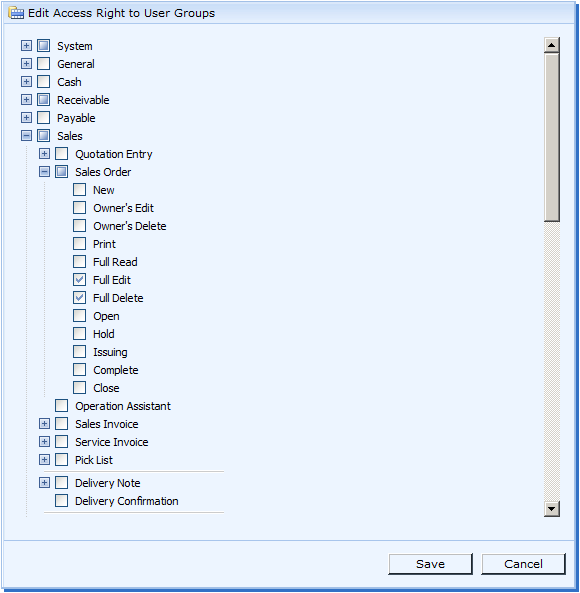 Edit Access Right to User Groups
System
General
Cash
Receivable
Payable
Sales
Quotation Entry
Sales Order
New
Owner's Edit
Owner's Delete
Print
Full Read
Full Edit
Full Delete
Open
Hold
Issuing
Complete
Close
Operation Assistant
Sales Invoice
Service Invoice
Pick List
Delivery Note
Delivery Confirmation
Save Cancel